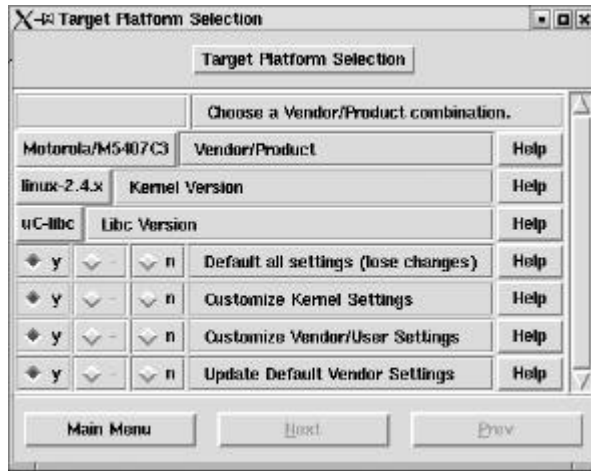 Target Platform Selection
Target Platform Selection
Choose a Vendor/Product combination.
Motorola/M5407C3 Vendor/Product Help
linux-2.4.x Kernel Version Help
uC-libc Libc Version Help
y - n Default all settings (lose changes) Help
y - n Customize Kernel Settings Help
y - n Customize Vendor/User Settings Help
y - n Update Default Vendor Settings Help
Main Menu Next Prev